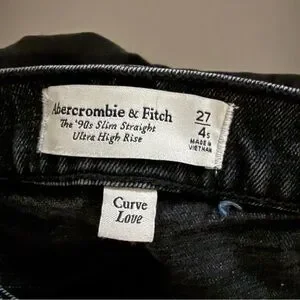 Abercrombie & Fitch
The '90s Slim Straight
Ultra High Rise
27
4s
MADE IN
VIETNAM
Curve
Love